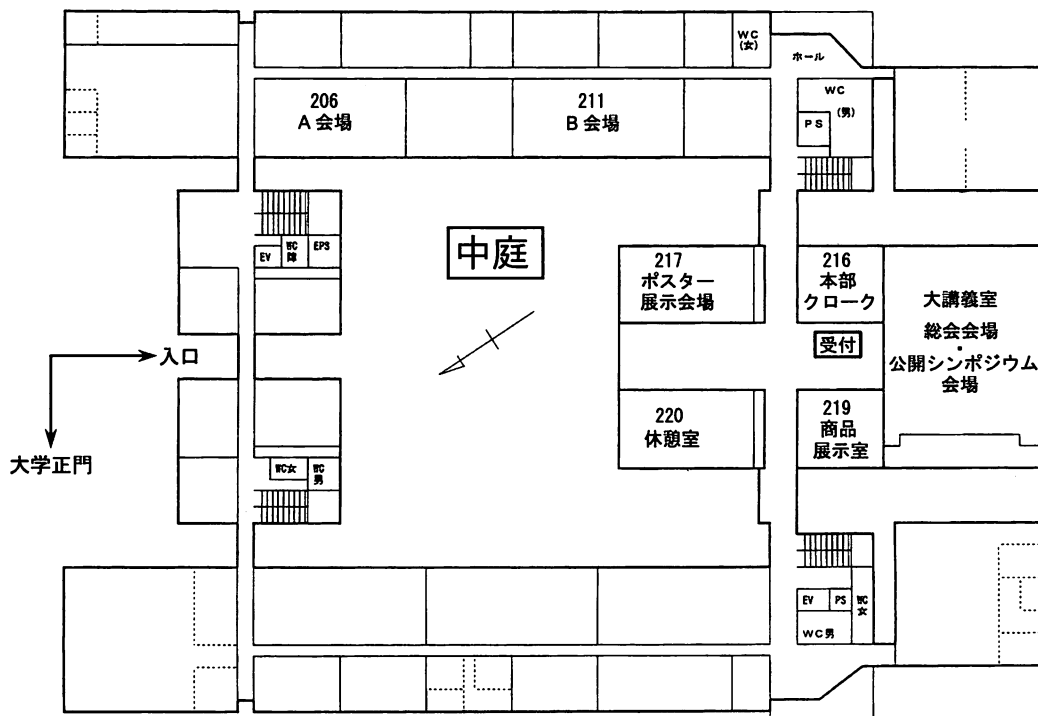 WC
(女)
ホール
206
A 会場
211
B 会場
WC
(男)
PS
EV
WC
障
EPS
中庭
217
ポスター
展示会場
216
本部
クローク
大講義室
総会会場
・
公開シンポジウム
会場
入口
受付
大学正門
220
休憩室
219
商品
展示室
WC女
WC
男
EV
PS
WC
女
WC男